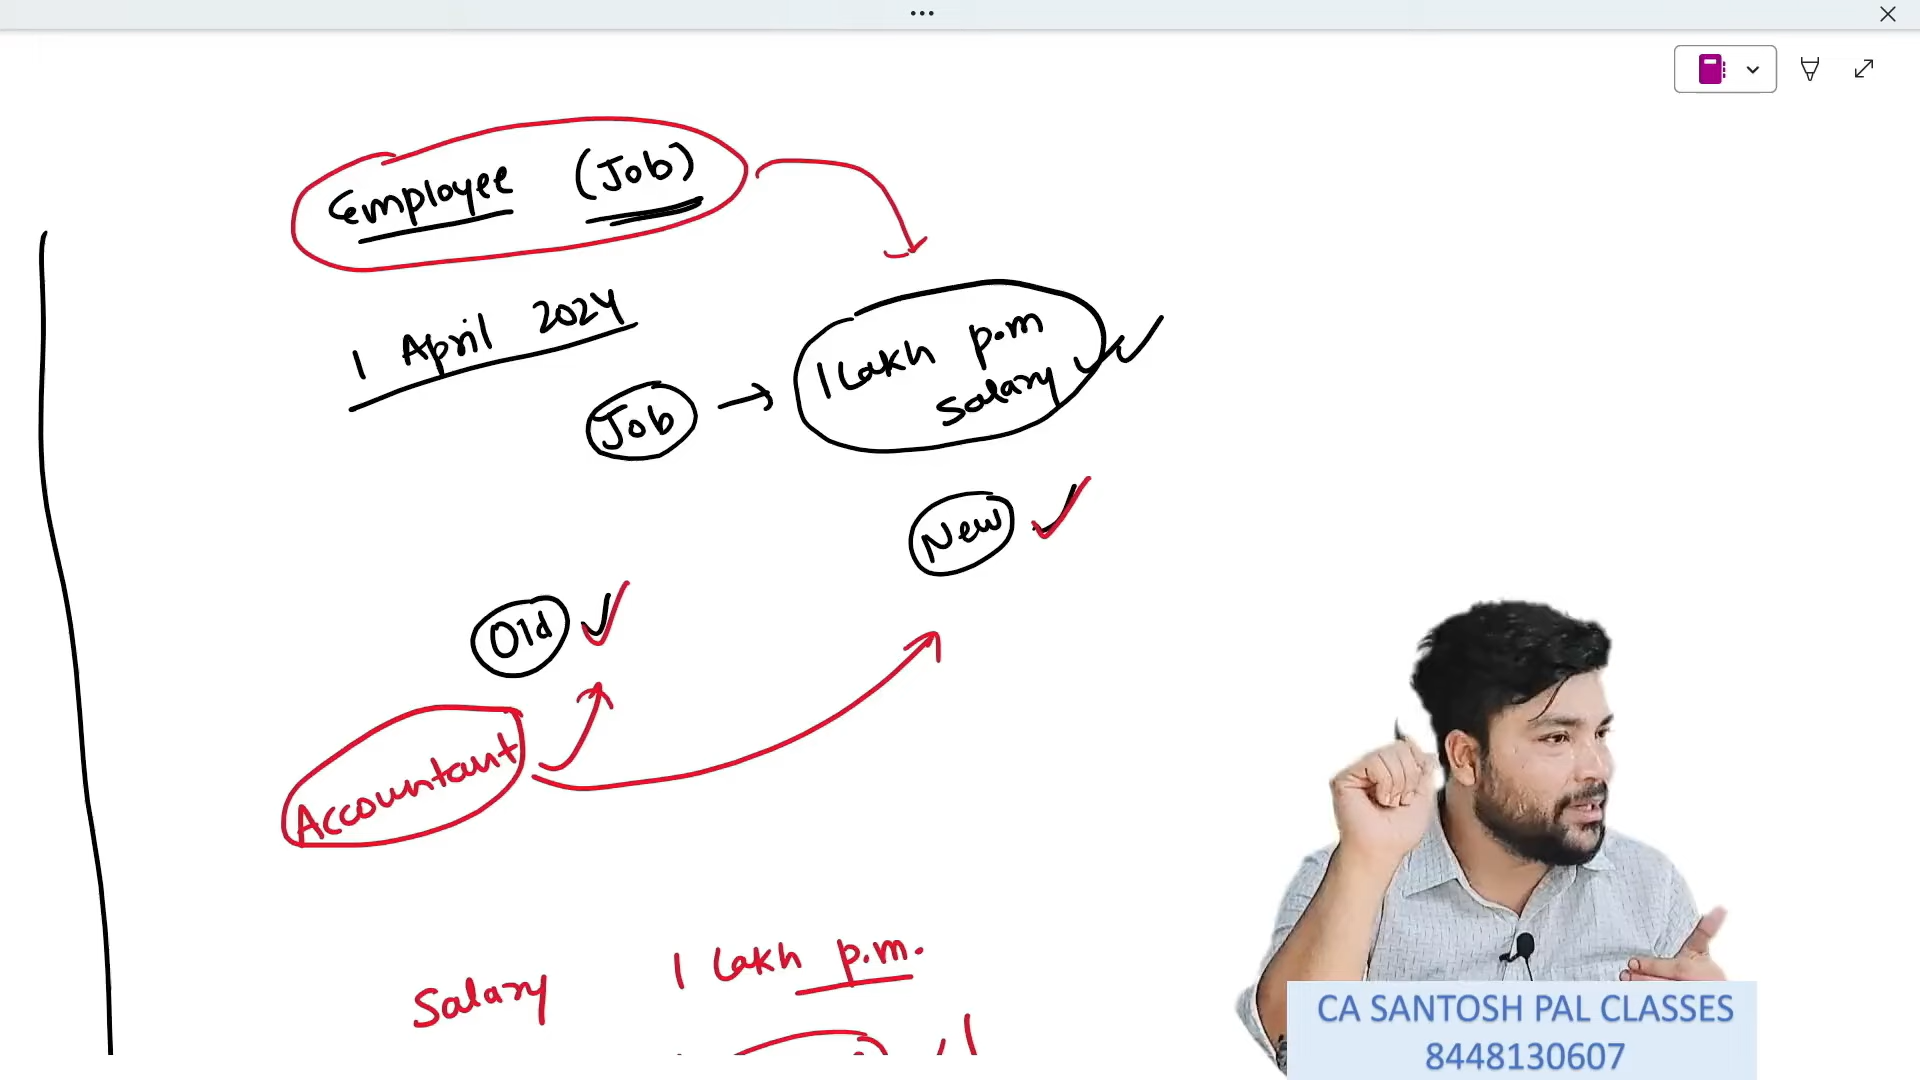 Employee (Job)
1 April 2024
Job → 1 Lakh p.m
Salary
New
Old
Accountant
Salary 1 Lakh p.m.
CA SANTOSH PAL CLASSES
8448130607